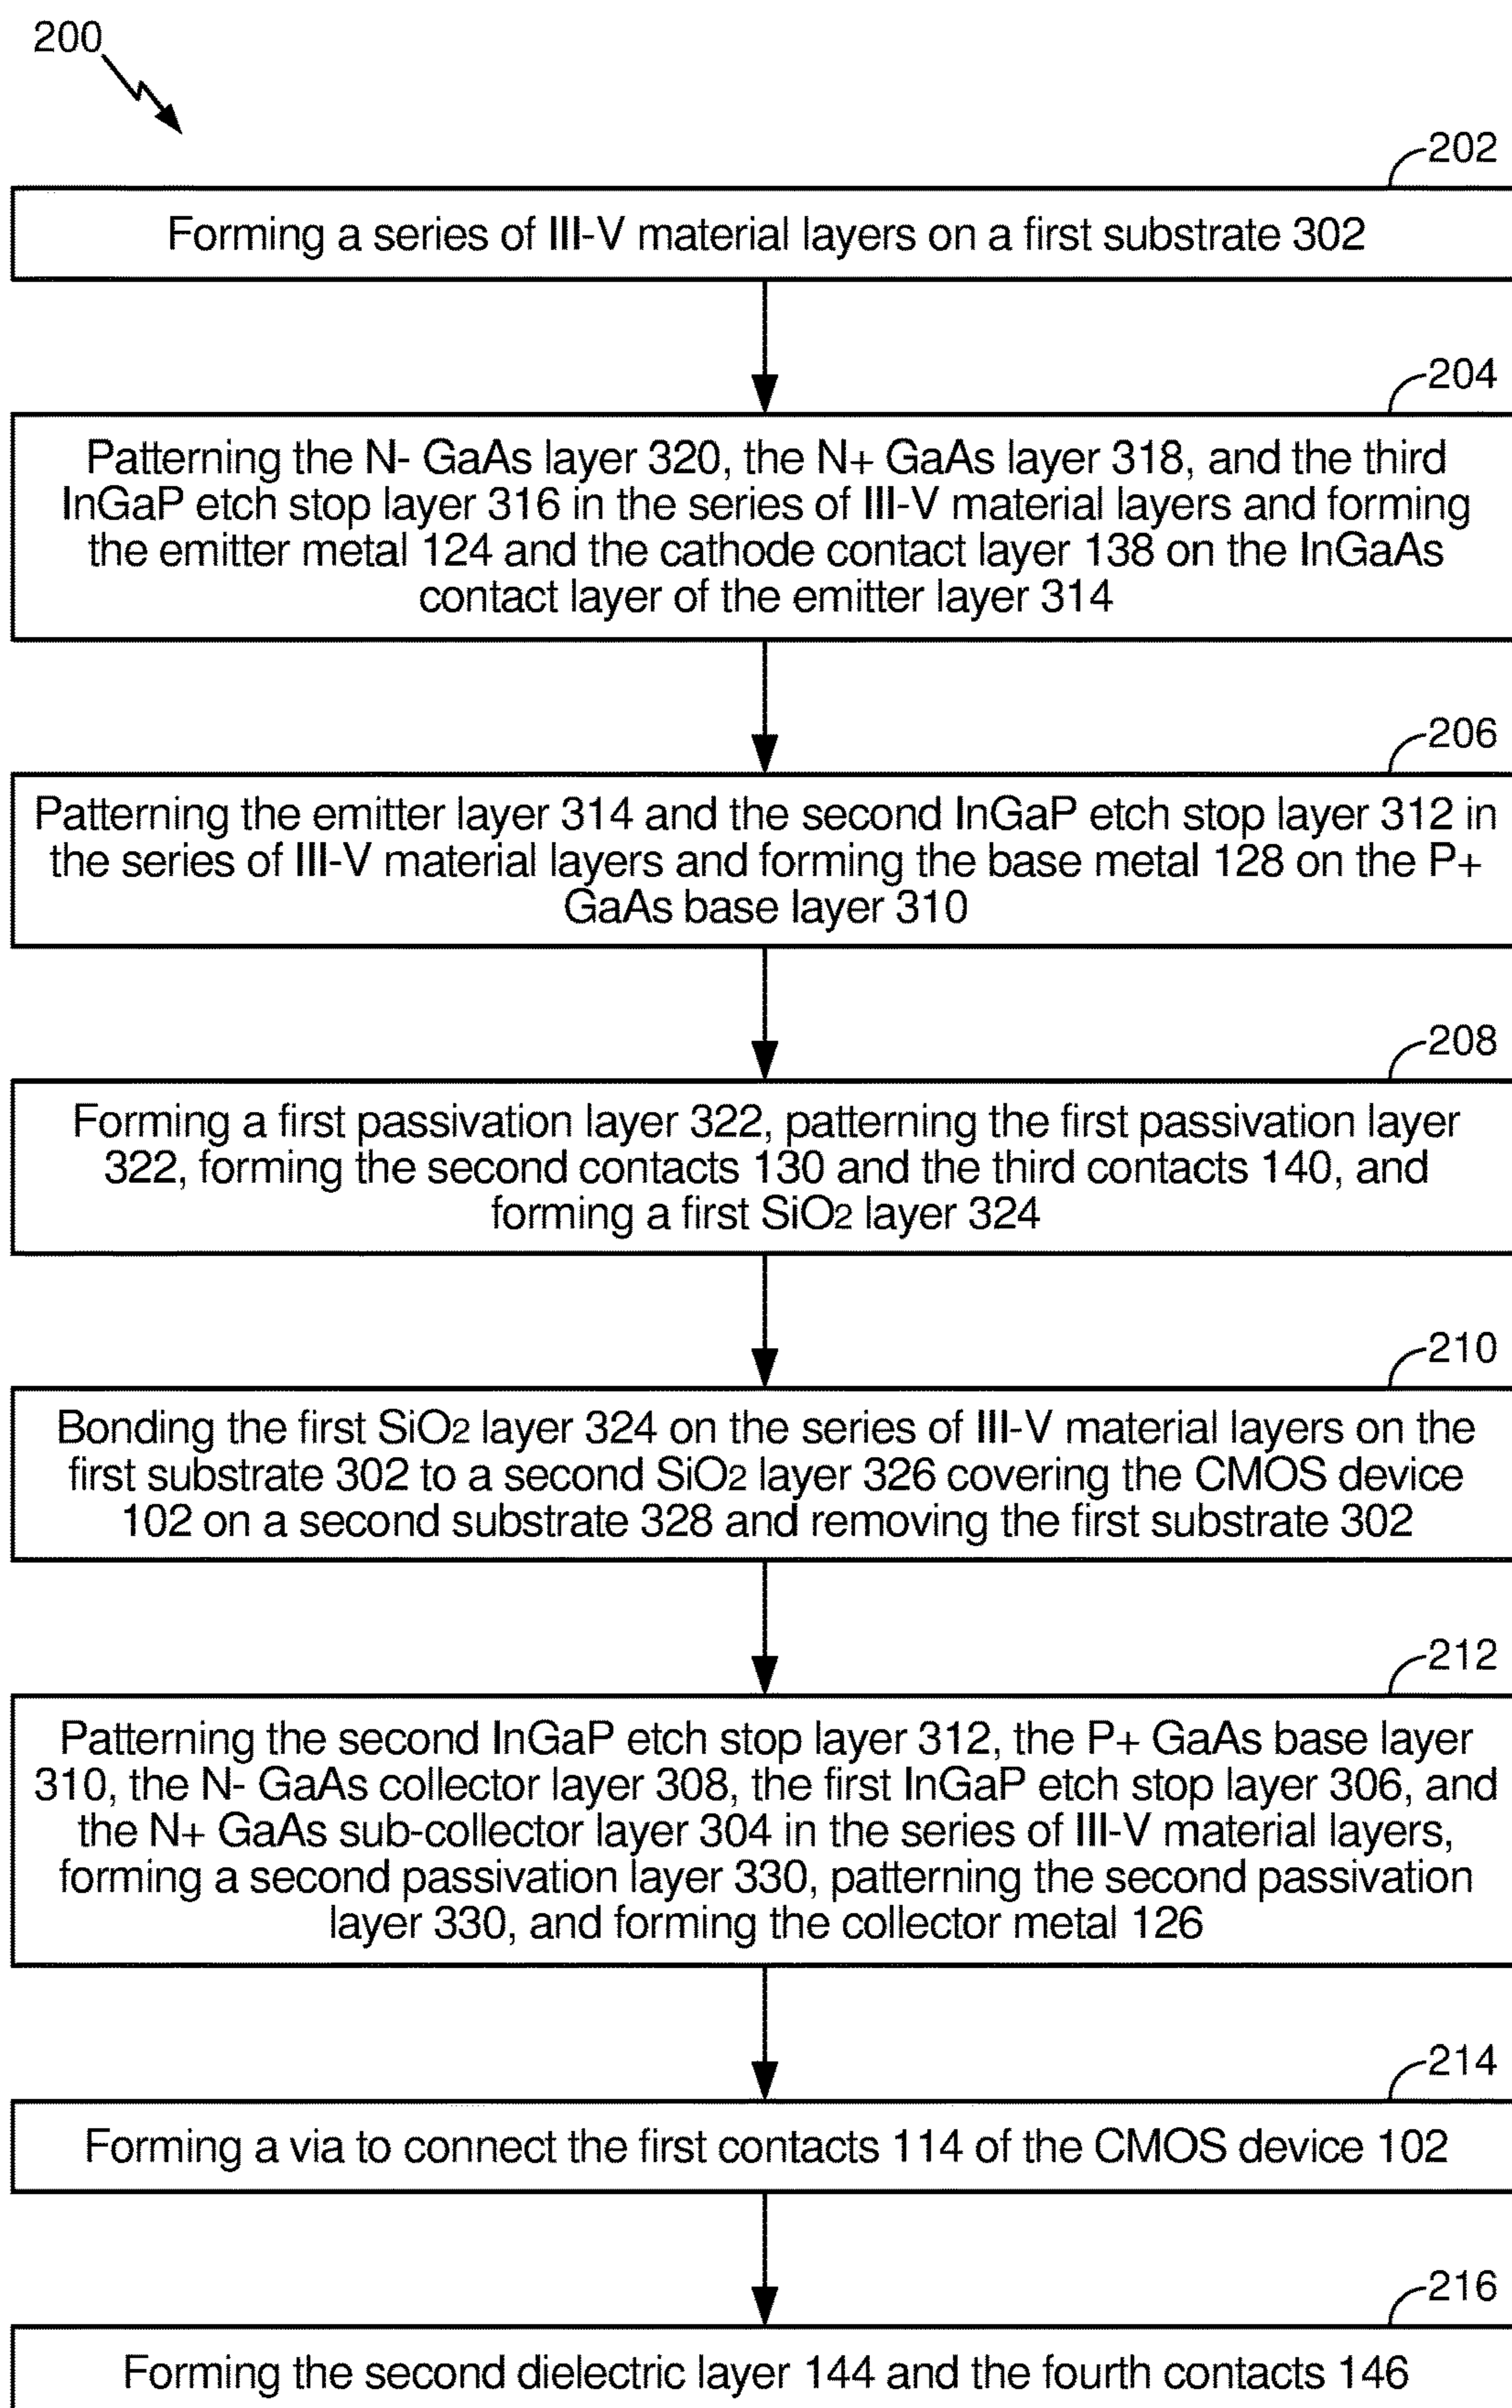 200
202
Forming a series of III-V material layers on a first substrate 302
204
Patterning the N- GaAs layer 320, the N+ GaAs layer 318, and the third
InGaP etch stop layer 316 in the series of III-V material layers and forming
the emitter metal 124 and the cathode contact layer 138 on the InGaAs
contact layer of the emitter layer 314
206
Patterning the emitter layer 314 and the second InGaP etch stop layer 312 in
the series of III-V material layers and forming the base metal 128 on the P+
GaAs base layer 310
208
Forming a first passivation layer 322, patterning the first passivation layer
322, forming the second contacts 130 and the third contacts 140, and
forming a first SiO2 layer 324
210
Bonding the first SiO2 layer 324 on the series of III-V material layers on the
first substrate 302 to a second SiO2 layer 326 covering the CMOS device
102 on a second substrate 328 and removing the first substrate 302
212
Patterning the second InGaP etch stop layer 312, the P+ GaAs base layer
310, the N- GaAs collector layer 308, the first InGaP etch stop layer 306, and
the N+ GaAs sub-collector layer 304 in the series of III-V material layers,
forming a second passivation layer 330, patterning the second passivation
layer 330, and forming the collector metal 126
214
Forming a via to connect the first contacts 114 of the CMOS device 102
216
Forming the second dielectric layer 144 and the fourth contacts 146